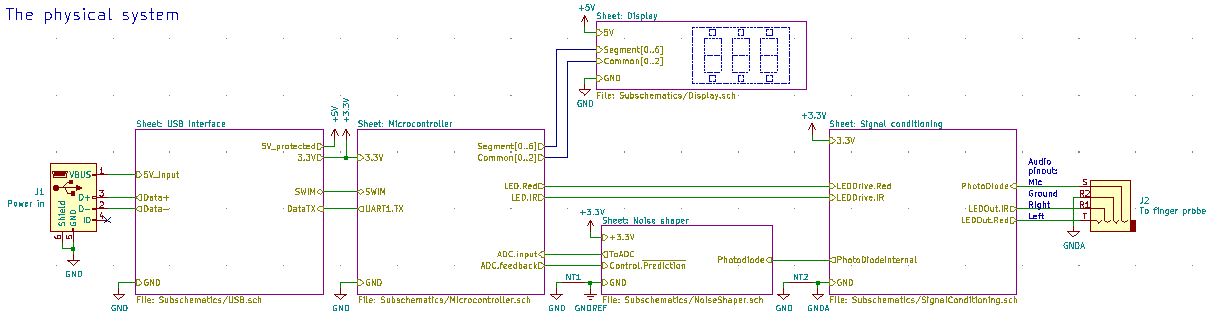 The physical system
+5V
Sheet: Display
5V
Segment[0..6]
Common[0..2]
GND
GND
File: Subschematics/Display.sch
Sheet: USB Interface
5V_protected
3.3V
5V_Input
SWIM
Data+
Data-
DataTX
GND
GND
File: Subschematics/USB.sch
J1
Power in
VBUS
D+
D-
ID
Shield
GND
1
3
2
4
6
5
GND
+5V
+3.3V
Sheet: Microcontroller
3.3V
Segment[0..6]
Common[0..2]
SWIM
UART1.TX
LED.Red
LED.IR
ADC.input
ADC.feedback
GND
GND
File: Subschematics/Microcontroller.sch
+3.3V
Sheet: Noise shaper
+3.3V
ToADC
Control.Prediction
Photodiode
GND
NT1
GND
GNDREF
File: Subschematics/NoiseShaper.sch
+3.3V
Sheet: Signal conditioning
3.3V
LEDDrive.Red
LEDDrive.IR
PhotoDiode
LEDOut.IR
LEDOut.Red
PhotoDiodeInternal
GND
NT2
GND
GNDA
File: Subschematics/SignalConditioning.sch
Audio
pinouts
Mic
Ground
Right
Left
S
R2
R1
T
GNDA
J2
To finger probe